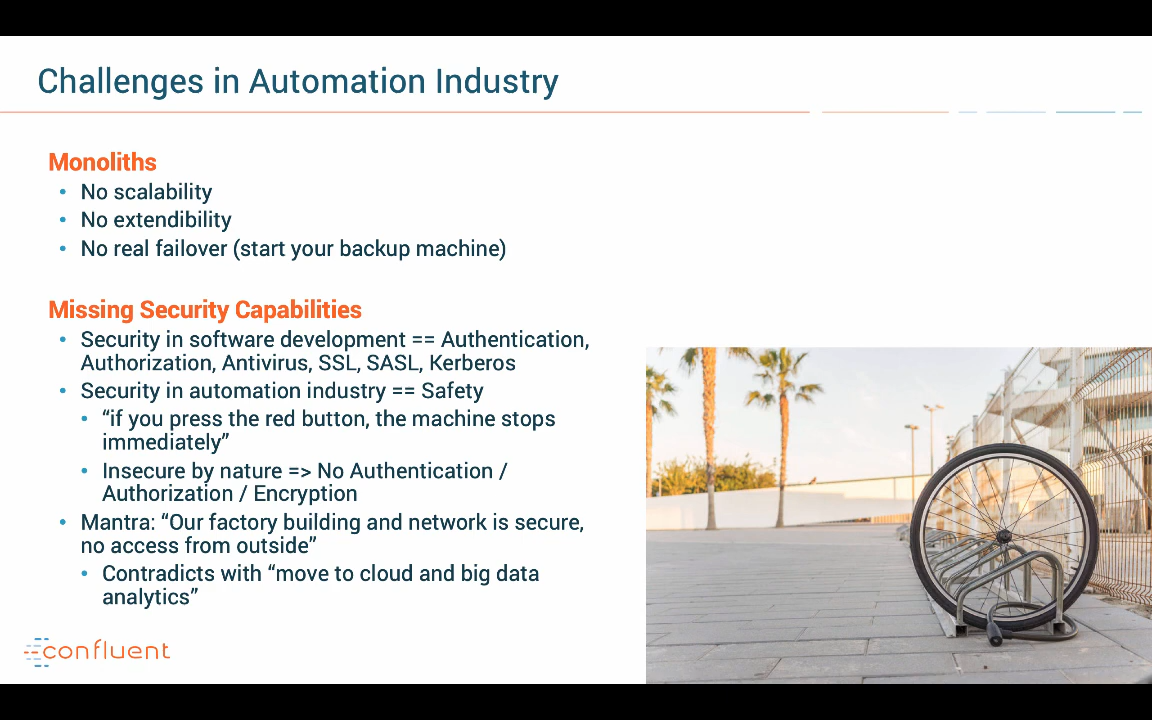 Challenges in Automation Industry
Monoliths
• No scalability
• No extendibility
• No real failover (start your backup machine)
Missing Security Capabilities
• Security in software development == Authentication,
Authorization, Antivirus, SSL, SASL, Kerberos
• Security in automation industry == Safety
• “if you press the red button, the machine stops
immediately”
• Insecure by nature => No Authentication /
Authorization / Encryption
• Mantra: “Our factory building and network is secure,
no access from outside”
• Contradicts with “move to cloud and big data
analytics”
confluent